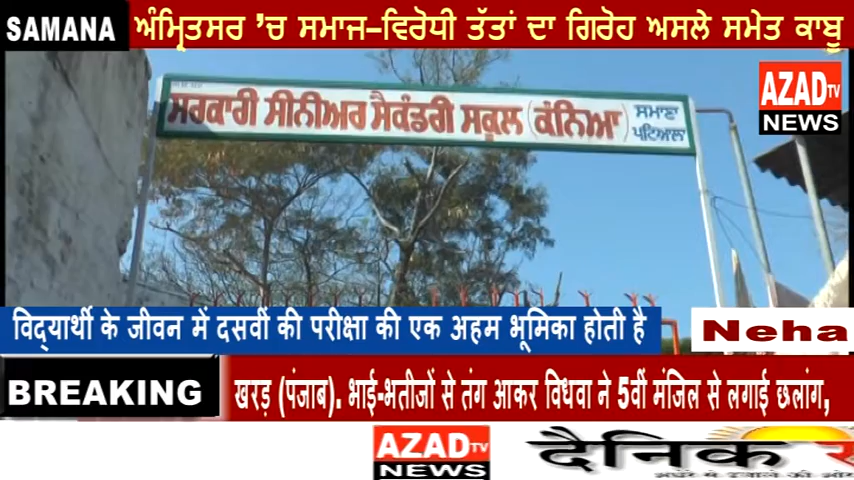 SAMANA
ਅੰਮ੍ਰਿਤਸਰ ’ਚ ਸਮਾਜ-ਵਿਰੋਧੀ ਤੱਤਾਂ ਦਾ ਗਿਰੋਹ ਅਸਲੇ ਸਮੇਤ ਕਾਬੂ
AZAD TV
NEWS
ਸਰਕਾਰੀ ਸੀਨੀਅਰ ਸੈਕੰਡਰੀ ਸਕੂਲ (ਕੰਨਿਆ)
ਸਮਾਣਾ
ਪਟਿਆਲਾ
विद्यार्थी के जीवन में दसवीं की परीक्षा की एक अहम भूमिका होती है
Neha
BREAKING
खरड़ (पंजाब). भाई-भतीजों से तंग आकर विधवा ने 5वीं मंजिल से लगाई छलांग,
AZAD TV
NEWS
दैनिक